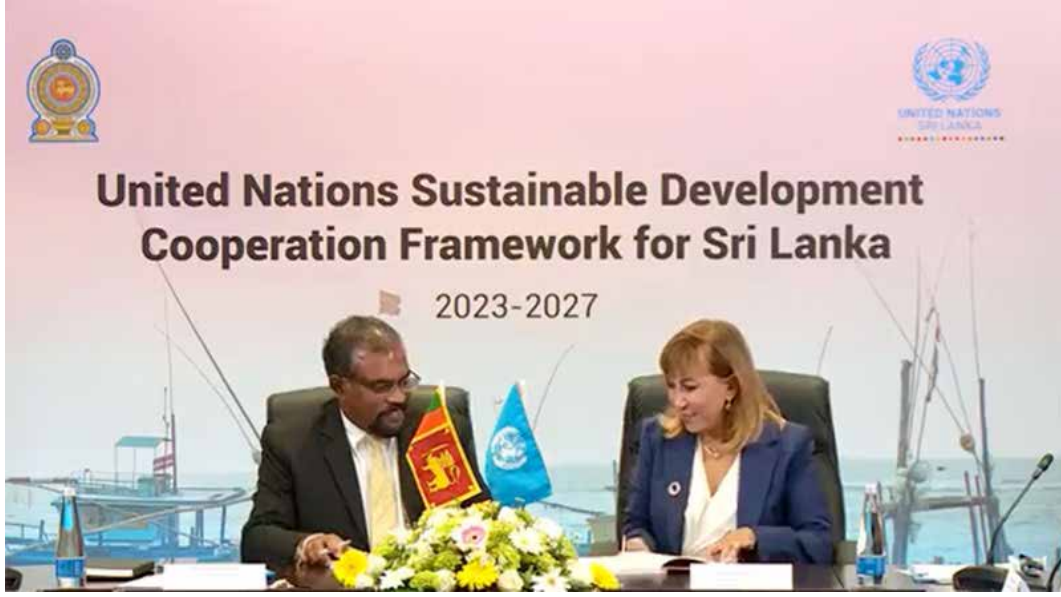 UNITED NATIONS
SRI LANKA
United Nations Sustainable Development
Cooperation Framework for Sri Lanka
2023-2027